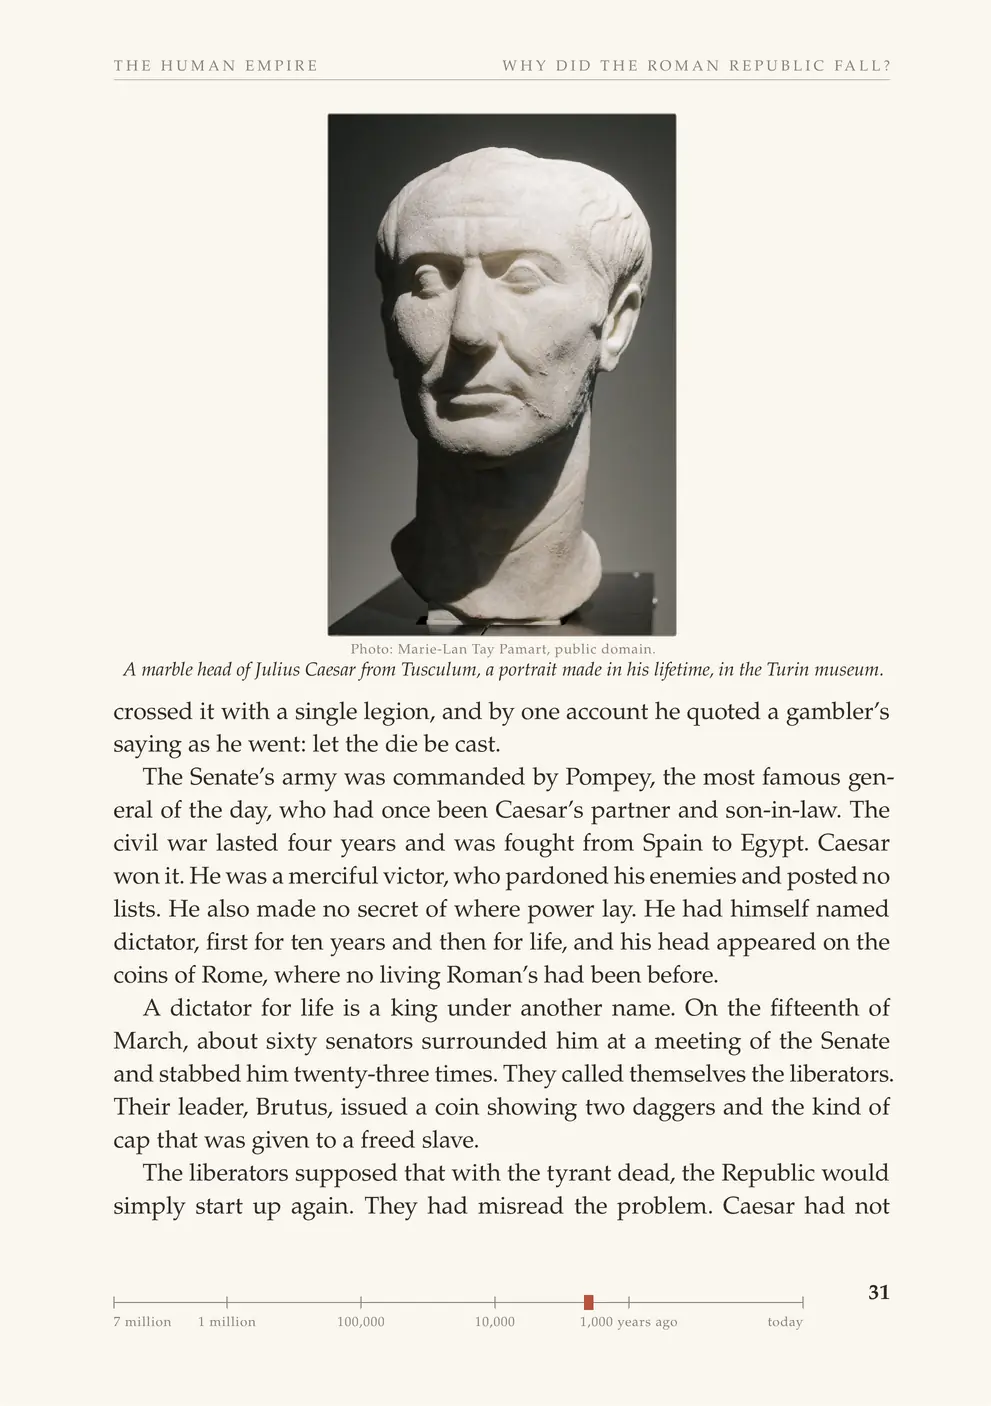 THE HUMAN EMPIRE
WHY DID THE ROMAN REPUBLIC FALL?
Photo: Marie-Lan Tay Pamart, public domain.
A marble head of Julius Caesar from Tusculum, a portrait made in his lifetime, in the Turin museum.
crossed it with a single legion, and by one account he quoted a gambler's
saying as he went: let the die be cast.
The Senate's army was commanded by Pompey, the most famous gen-
eral of the day, who had once been Caesar's partner and son-in-law. The
civil war lasted four years and was fought from Spain to Egypt. Caesar
won it. He was a merciful victor, who pardoned his enemies and posted no
lists. He also made no secret of where power lay. He had himself named
dictator, first for ten years and then for life, and his head appeared on the
coins of Rome, where no living Roman's had been before.
A dictator for life is a king under another name. On the fifteenth of
March, about sixty senators surrounded him at a meeting of the Senate
and stabbed him twenty-three times. They called themselves the liberators.
Their leader, Brutus, issued a coin showing two daggers and the kind of
cap that was given to a freed slave.
The liberators supposed that with the tyrant dead, the Republic would
simply start up again. They had misread the problem. Caesar had not
31
7 million 1 million 100,000 10,000 1,000 years ago today